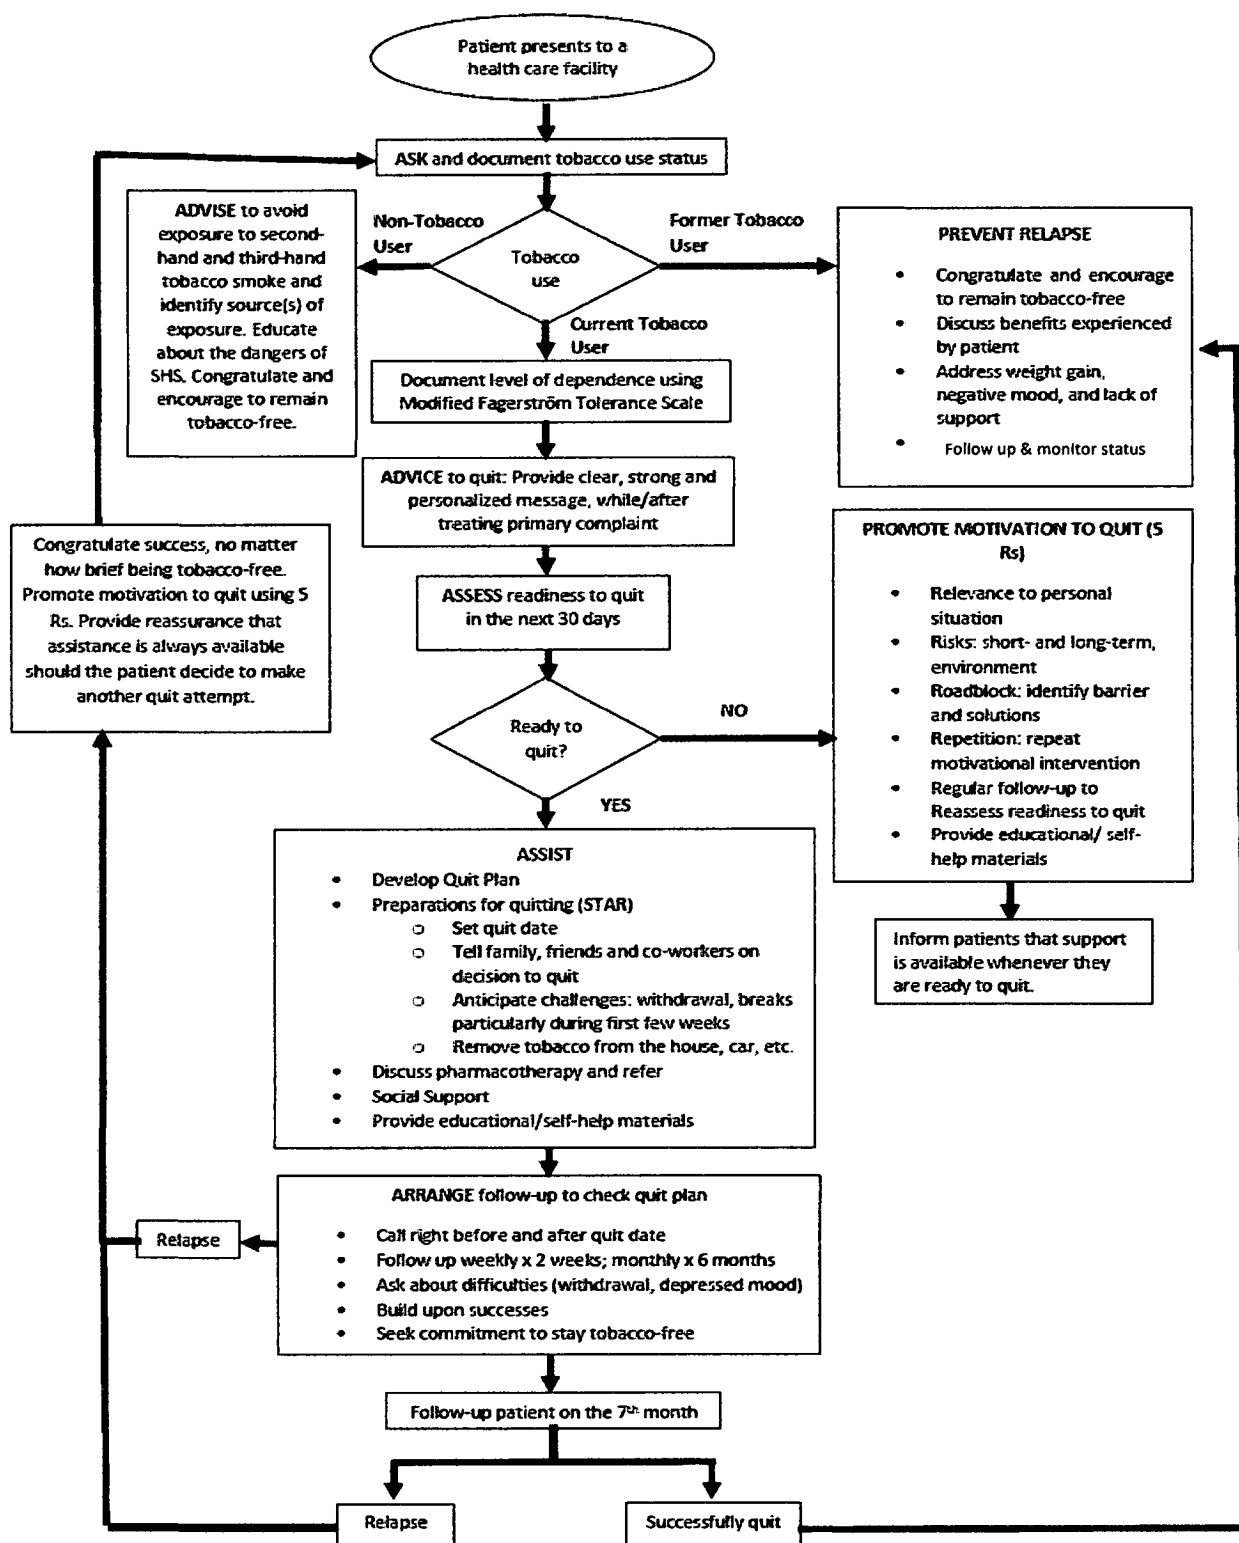 Patient presents to a
health care facility
ASK and document tobacco use status
ADVISE to avoid
exposure to second-
hand and third-hand
tobacco smoke and
identify source(s) of
exposure. Educate
about the dangers of
SHS. Congratulate and
encourage to remain
tobacco-free.
Non-Tobacco
User
Tobacco
use
Former Tobacco
User
PREVENT RELAPSE
• Congratulate and encourage
to remain tobacco-free
• Discuss benefits experienced
by patient
• Address weight gain,
negative mood, and lack of
support
• Follow up & monitor status
Current Tobacco
User
Document level of dependence using
Modified Fagerström Tolerance Scale
ADVICE to quit: Provide clear, strong and
personalized message, while/after
treating primary complaint
ASSESS readiness to quit
in the next 30 days
Ready to
quit?
NO
PROMOTE MOTIVATION TO QUIT (5
Rs)
• Relevance to personal
situation
• Risks: short- and long-term,
environment
• Roadblock: identify barrier
and solutions
• Repetition: repeat
motivational intervention
• Regular follow-up to
Reassess readiness to quit
• Provide educational/ self-
help materials
Inform patients that support
is available whenever they
are ready to quit.
Congratulate success, no matter
how brief being tobacco-free.
Promote motivation to quit using 5
Rs. Provide reassurance that
assistance is always available
should the patient decide to make
another quit attempt.
YES
ASSIST
• Develop Quit Plan
• Preparations for quitting (STAR)
○ Set quit date
○ Tell family, friends and co-workers on
decision to quit
○ Anticipate challenges: withdrawal, breaks
particularly during first few weeks
○ Remove tobacco from the house, car, etc.
• Discuss pharmacotherapy and refer
• Social Support
• Provide educational/self-help materials
ARRANGE follow-up to check quit plan
• Call right before and after quit date
• Follow up weekly x 2 weeks; monthly x 6 months
• Ask about difficulties (withdrawal, depressed mood)
• Build upon successes
• Seek commitment to stay tobacco-free
Relapse
Follow-up patient on the 7th month
Relapse
Successfully quit